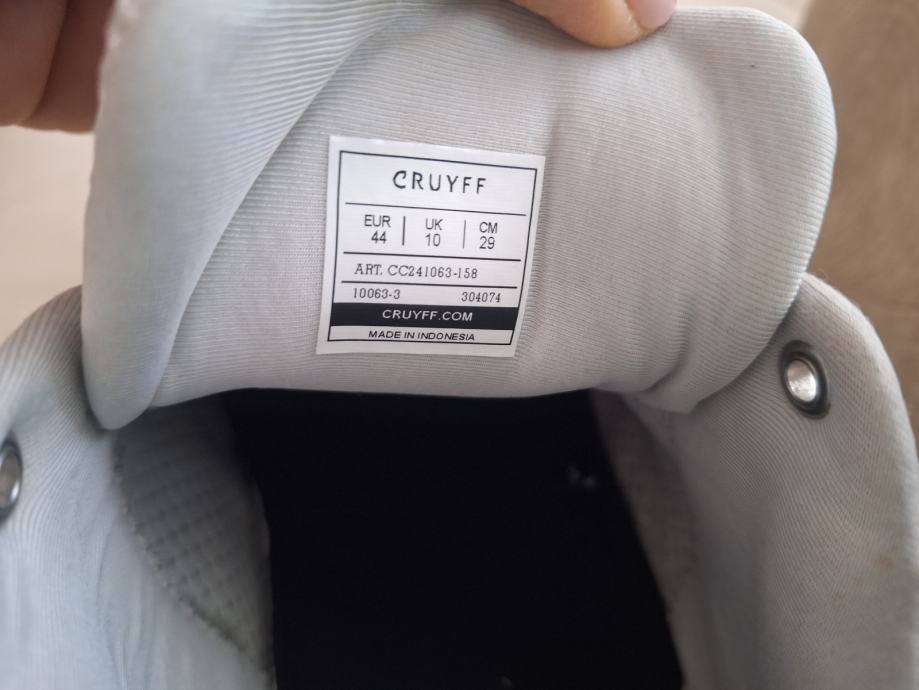 CRUYFF
EUR 44 | UK 10 | CM 29
ART. CC241063-158
10063-3 304074
CRUYFF.COM
MADE IN INDONESIA